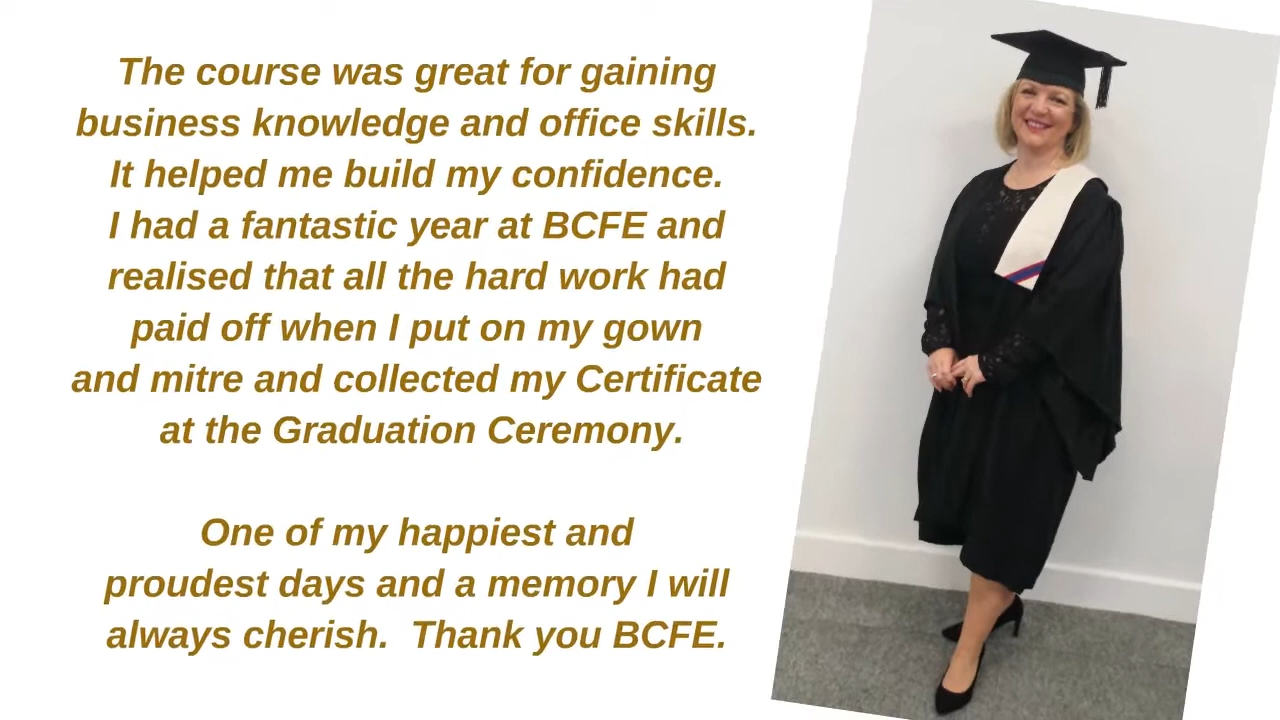 The course was great for gaining
business knowledge and office skills.
It helped me build my confidence.
I had a fantastic year at BCFE and
realised that all the hard work had
paid off when I put on my gown
and mitre and collected my Certificate
at the Graduation Ceremony.
One of my happiest and
proudest days and a memory I will
always cherish.  Thank you BCFE.